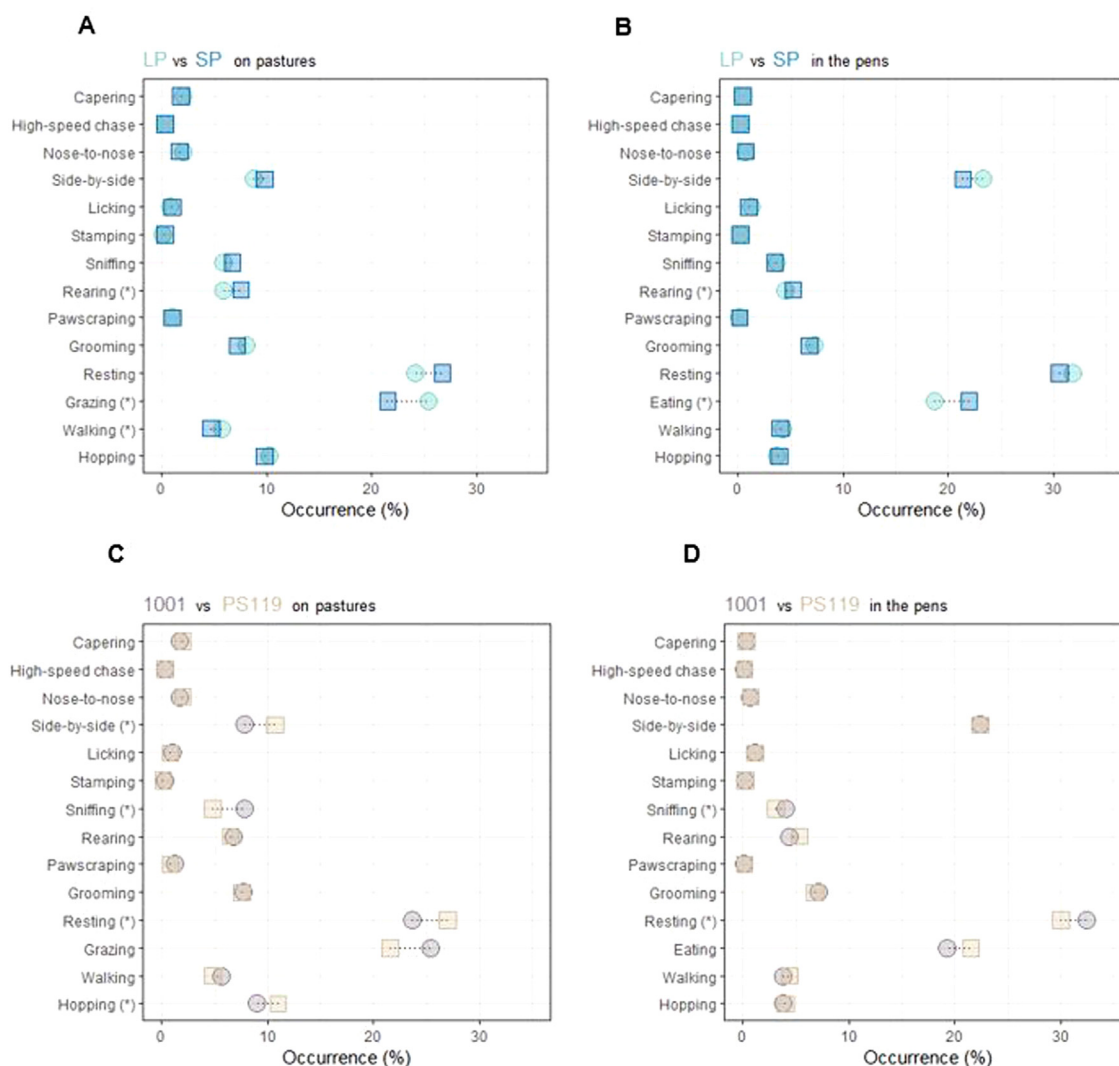 A
LP vs SP on pastures
Capering
High-speed chase
Nose-to-nose
Side-by-side
Licking
Stamping
Sniffing
Rearing (*)
Pawscraping
Grooming
Resting
Grazing (*)
Walking (*)
Hopping
0 10 20 30
Occurrence (%)
B
LP vs SP in the pens
Capering
High-speed chase
Nose-to-nose
Side-by-side
Licking
Stamping
Sniffing
Rearing (*)
Pawscraping
Grooming
Resting
Eating (*)
Walking
Hopping
0 10 20 30
Occurrence (%)
C
1001 vs PS119 on pastures
Capering
High-speed chase
Nose-to-nose
Side-by-side (*)
Licking
Stamping
Sniffing (*)
Rearing
Pawscraping
Grooming
Resting (*)
Grazing
Walking
Hopping (*)
0 10 20 30
Occurrence (%)
D
1001 vs PS119 in the pens
Capering
High-speed chase
Nose-to-nose
Side-by-side
Licking
Stamping
Sniffing (*)
Rearing
Pawscraping
Grooming
Resting (*)
Eating
Walking
Hopping
0 10 20 30
Occurrence (%)